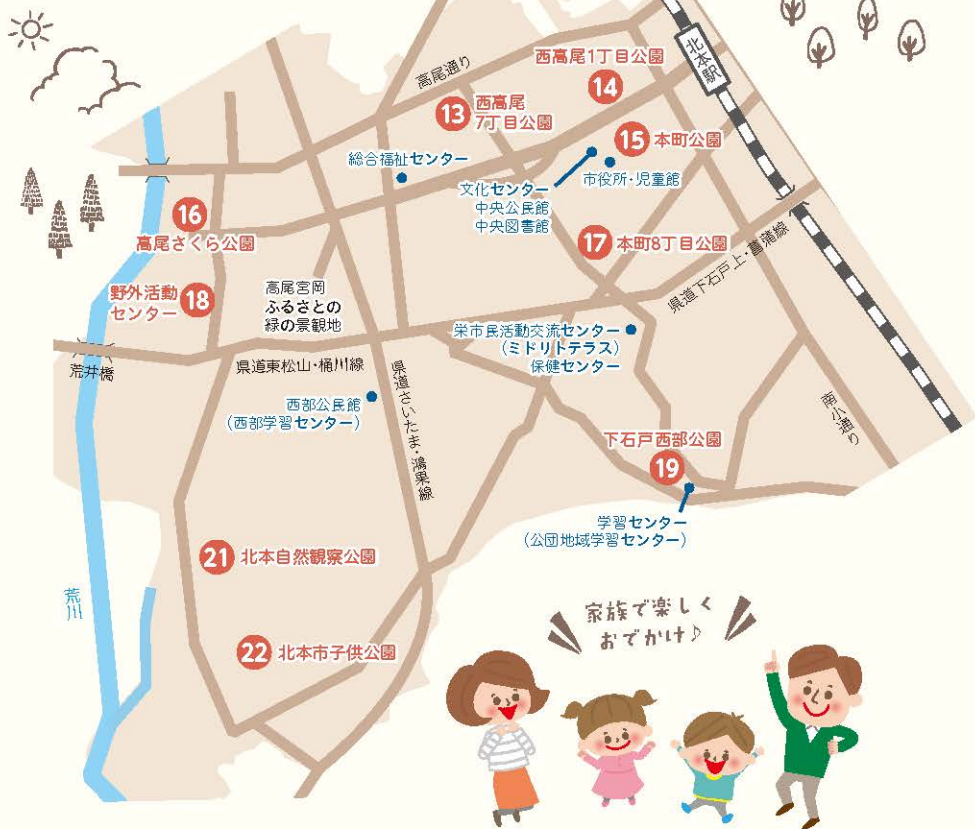 北本駅
高尾通り
西高尾1丁目公園
14
13
西高尾
7丁目公園
15
本町公園
市役所・児童館
総合福祉センター
文化センター
中央公民館
中央図書館
16
高尾さくら公園
17
本町8丁目公園
県道下石戸上・菖蒲線
野外活動
センター
18
高尾宮岡
ふるさとの
緑の景観地
栄市民活動交流センター
(ミドリトテラス)
保健センター
荒井橋
県道東松山・桶川線
西部公民館
(西部学習センター)
県道さいたま・鴻巣線
南小通り
下石戸西部公園
19
学習センター
(公団地域学習センター)
21
北本自然観察公園
荒川
22
北本市子供公園
家族で楽しく
おでかけ♪